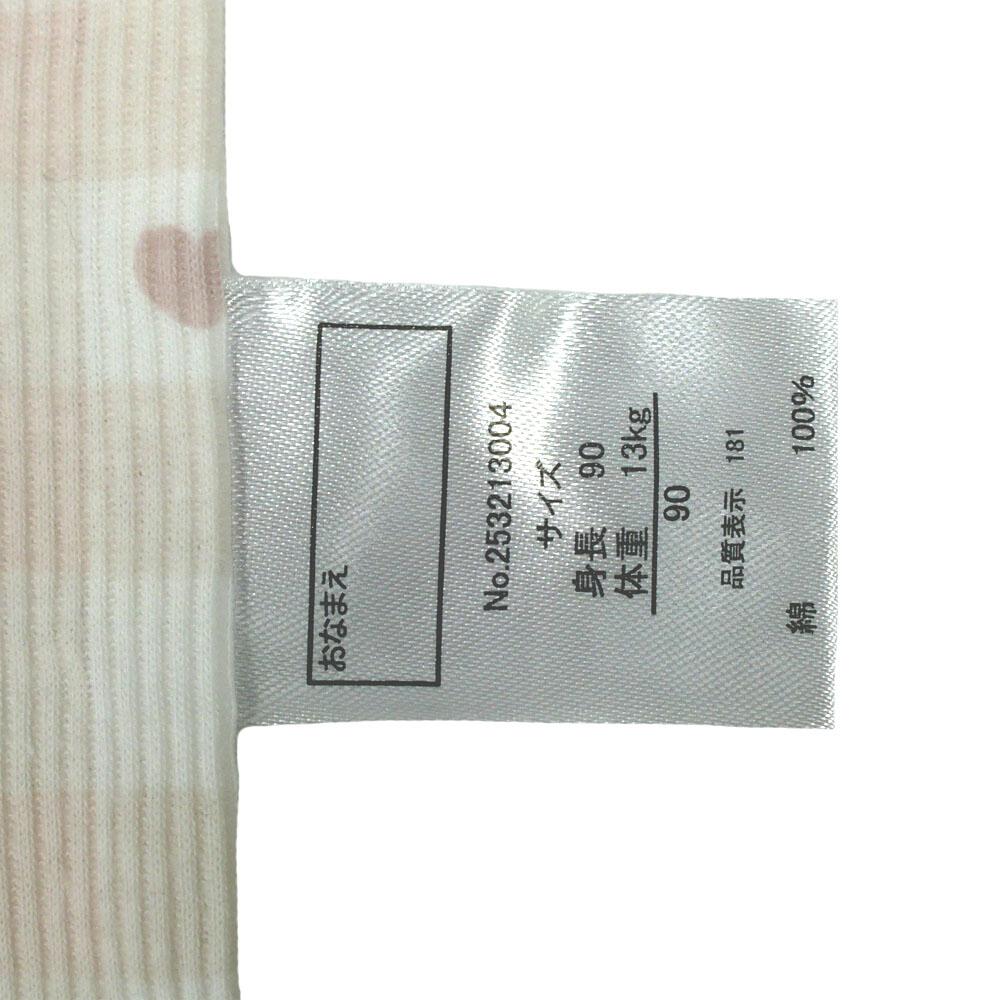 おなまえ
No.253213004
サイズ
身長 90
体重 13kg
90
品質表示 181
綿 100%